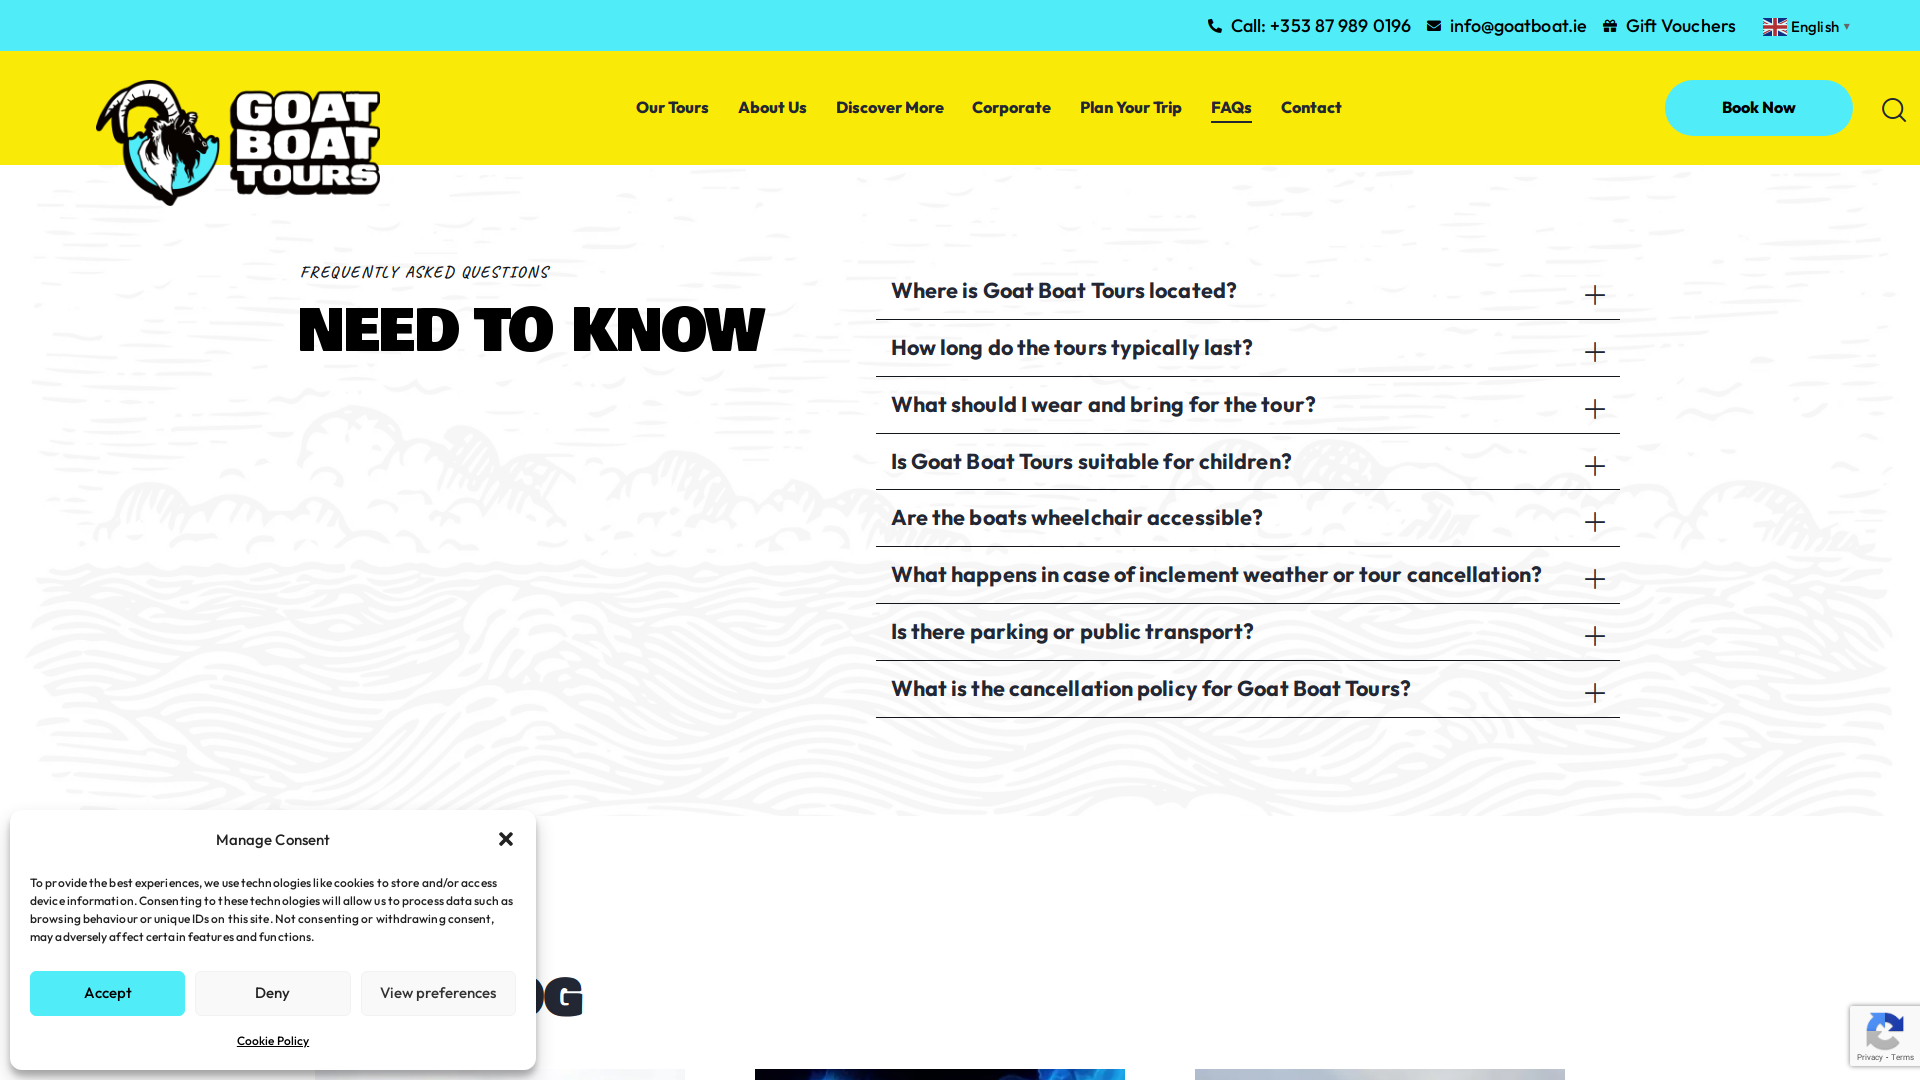 Call: +353 87 989 0196
info@goatboat.ie
Gift Vouchers
English
GOAT
BOAT
TOURS
Our Tours
About Us
Discover More
Corporate
Plan Your Trip
FAQs
Contact
Book Now
FREQUENTLY ASKED QUESTIONS
NEED TO KNOW
Where is Goat Boat Tours located?
How long do the tours typically last?
What should I wear and bring for the tour?
Is Goat Boat Tours suitable for children?
Are the boats wheelchair accessible?
What happens in case of inclement weather or tour cancellation?
Is there parking or public transport?
What is the cancellation policy for Goat Boat Tours?
Manage Consent
To provide the best experiences, we use technologies like cookies to store and/or access
device information. Consenting to these technologies will allow us to process data such as
browsing behaviour or unique IDs on this site. Not consenting or withdrawing consent,
may adversely affect certain features and functions.
Accept
Deny
View preferences
Cookie Policy
Privacy - Terms